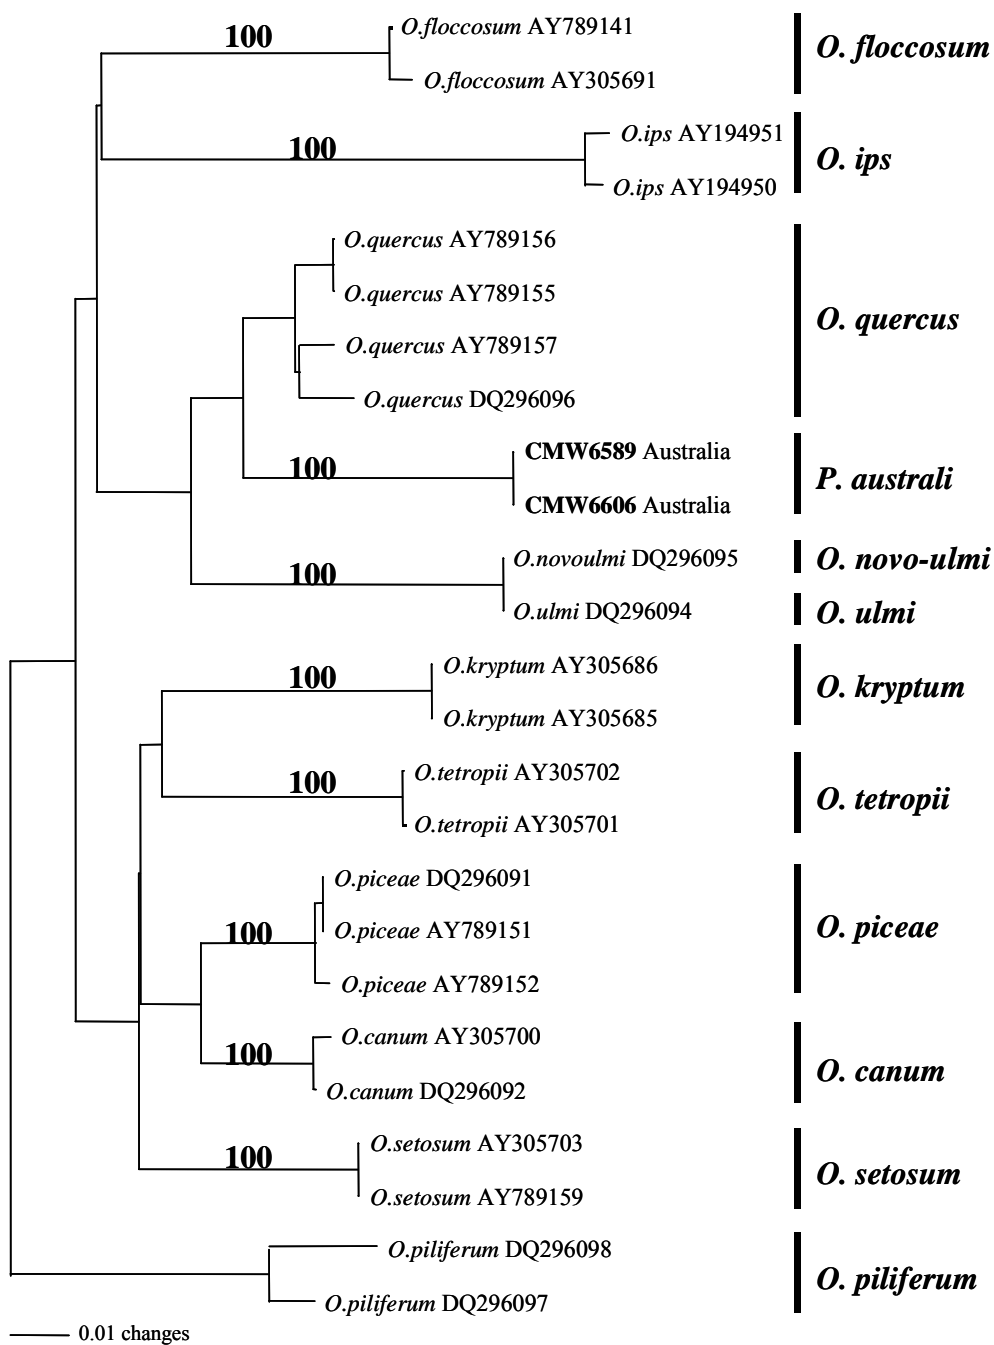 100
O.floccosum AY789141
O.floccosum AY305691
O. floccosum
100
O.ips AY194951
O.ips AY194950
O. ips
O.quercus AY789156
O.quercus AY789155
O.quercus AY789157
O.quercus DQ296096
O. quercus
100
CMW6589 Australia
CMW6606 Australia
P. australi
100
O.novoulmi DQ296095
O. novo-ulmi
O.ulmi DQ296094
O. ulmi
100
O.kryptum AY305686
O.kryptum AY305685
O. kryptum
100
O.tetropii AY305702
O.tetropii AY305701
O. tetropii
O.piceae DQ296091
100
O.piceae AY789151
O.piceae AY789152
O. piceae
100
O.canum AY305700
O.canum DQ296092
O. canum
100
O.setosum AY305703
O.setosum AY789159
O. setosum
O.piliferum DQ296098
O.piliferum DQ296097
O. piliferum
0.01 changes